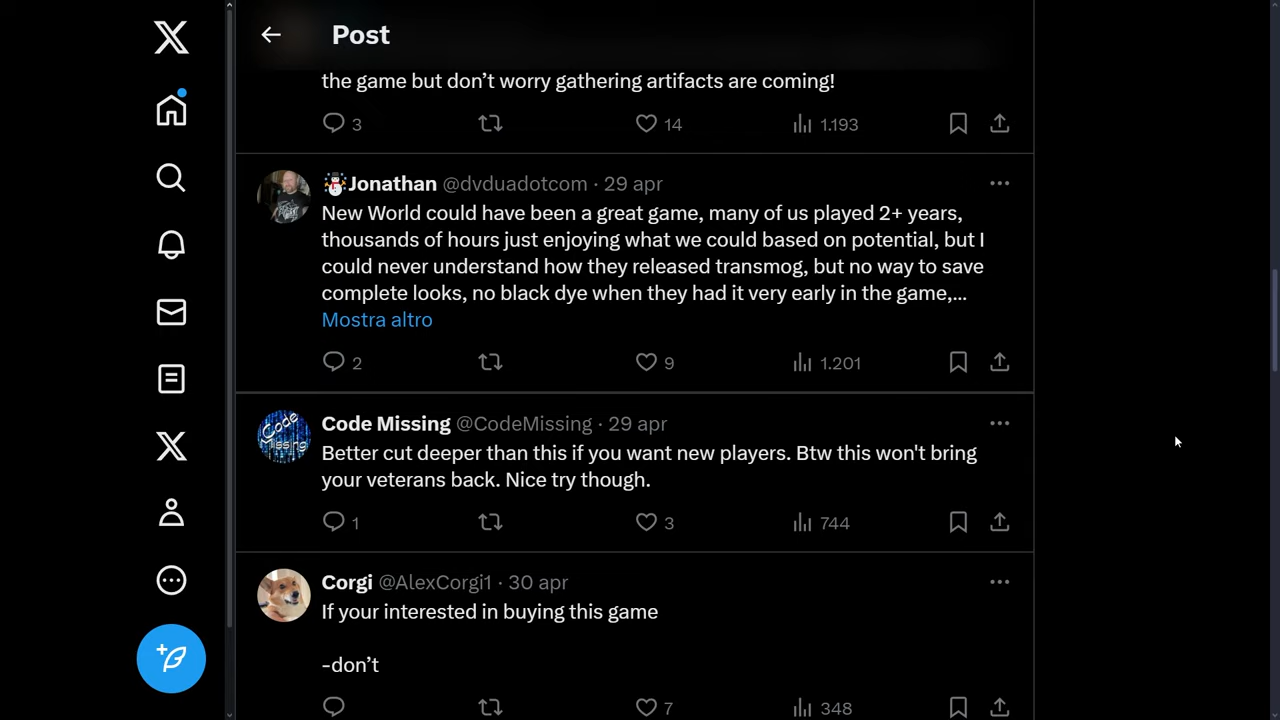 Post
the game but don’t worry gathering artifacts are coming!
3 14 1.193
☃️Jonathan @dvduadotcom · 29 apr
New World could have been a great game, many of us played 2+ years,
thousands of hours just enjoying what we could based on potential, but I
could never understand how they released transmog, but no way to save
complete looks, no black dye when they had it very early in the game,...
Mostra altro
2 9 1.201
Code Missing @CodeMissing · 29 apr
Better cut deeper than this if you want new players. Btw this won't bring
your veterans back. Nice try though.
1 3 744
Corgi @AlexCorgi1 · 30 apr
If your interested in buying this game
-don’t
7 348
Code
Missing